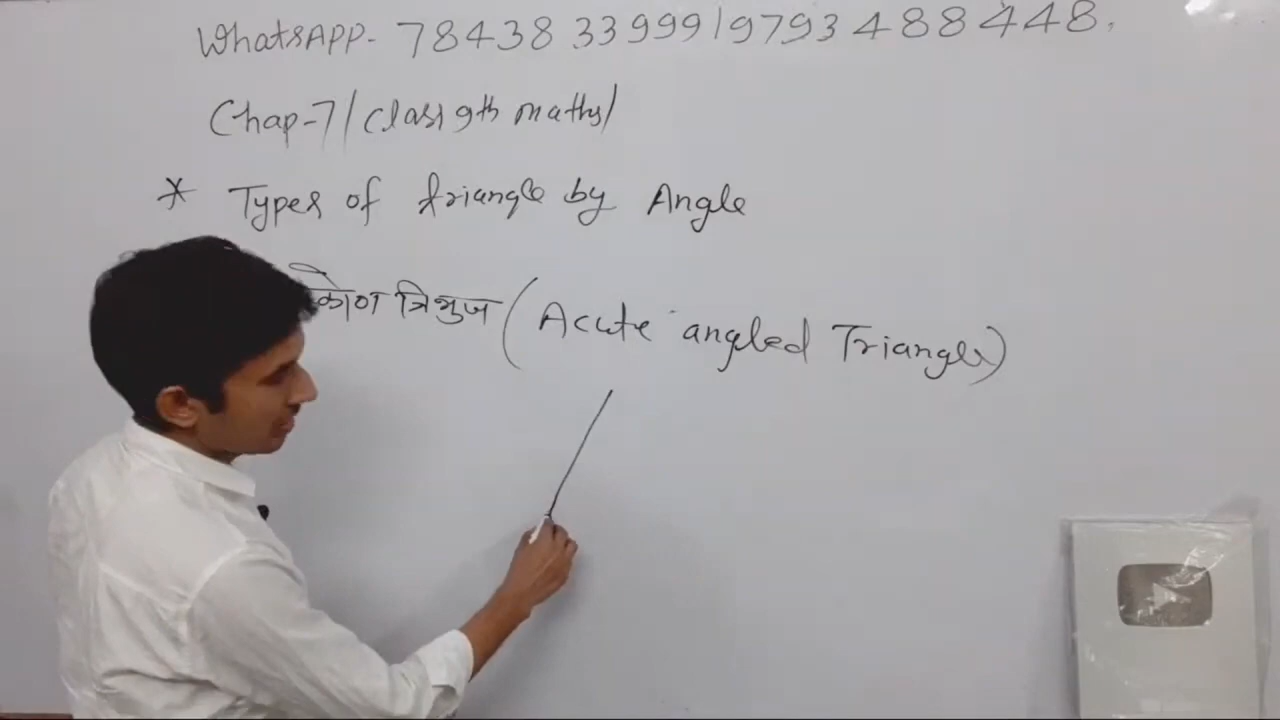 WhatsAPP- 7843833999/9793488448,
Chap-7/Class 9th maths/
* Types of triangle by Angle
कोण त्रिभुज (Acute angled Triangle)